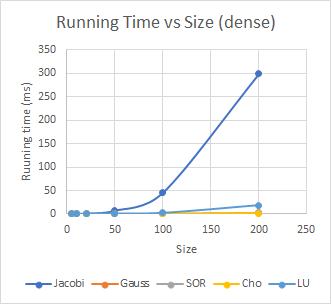 Running Time vs Size (dense)
350
300
250
200
150
100
50
0
Ruuning time (ms)
0 50 100 150 200 250
Size
Jacobi Gauss SOR Cho LU